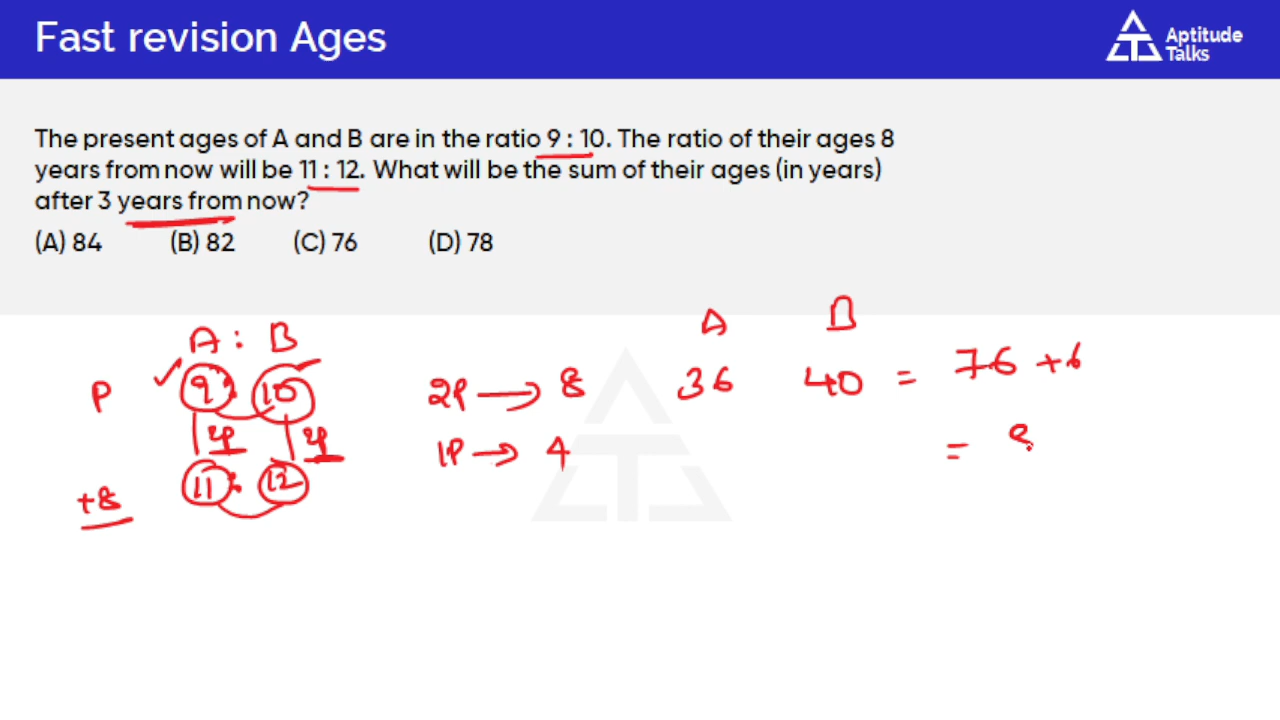 Fast revision Ages
Aptitude
Talks
The present ages of A and B are in the ratio 9 : 10. The ratio of their ages 8
years from now will be 11 : 12. What will be the sum of their ages (in years)
after 3 years from now?
(A) 84 (B) 82 (C) 76 (D) 78
A : B
A B
P 9 : 10 2P → 8 36 40 = 76 + 6
1P → 4 = 8
+8 11 : 12